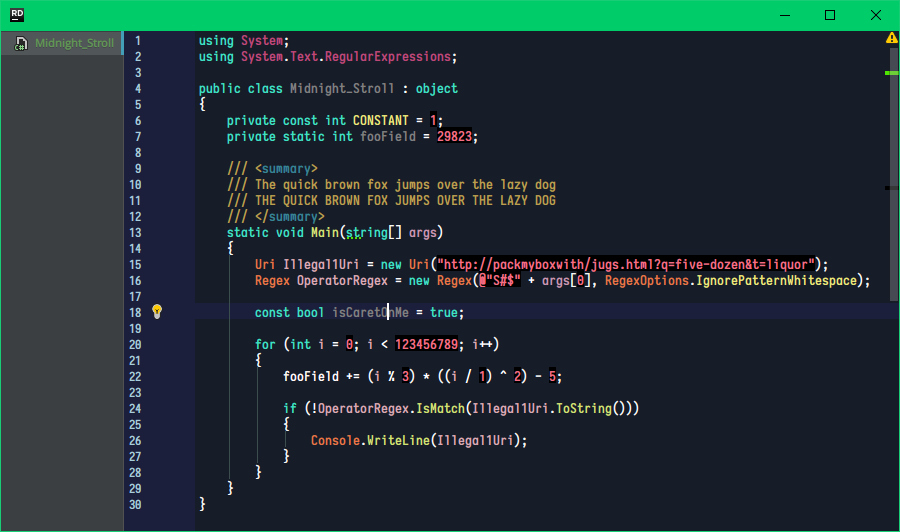 RD
Midnight_Stroll
1 using System;
2 using System.Text.RegularExpressions;
3
4 public class Midnight_Stroll : object
5 {
6 private const int CONSTANT = 1;
7 private static int fooField = 29823;
8
9 /// <summary>
10 /// The quick brown fox jumps over the lazy dog
11 /// THE QUICK BROWN FOX JUMPS OVER THE LAZY DOG
12 /// </summary>
13 static void Main(string[] args)
14 {
15 Uri Illegal1Uri = new Uri("http://packmyboxwith/jugs.html?q=five-dozen&t=liquor");
16 Regex OperatorRegex = new Regex(@"S#$" + args[0], RegexOptions.IgnorePatternWhitespace);
17
18 const bool isCaretOnMe = true;
19
20 for (int i = 0; i < 123456789; i++)
21 {
22 fooField += (i % 3) * ((i / 1) ^ 2) - 5;
23
24 if (!OperatorRegex.IsMatch(Illegal1Uri.ToString()))
25 {
26 Console.WriteLine(Illegal1Uri);
27 }
28 }
29 }
30 }